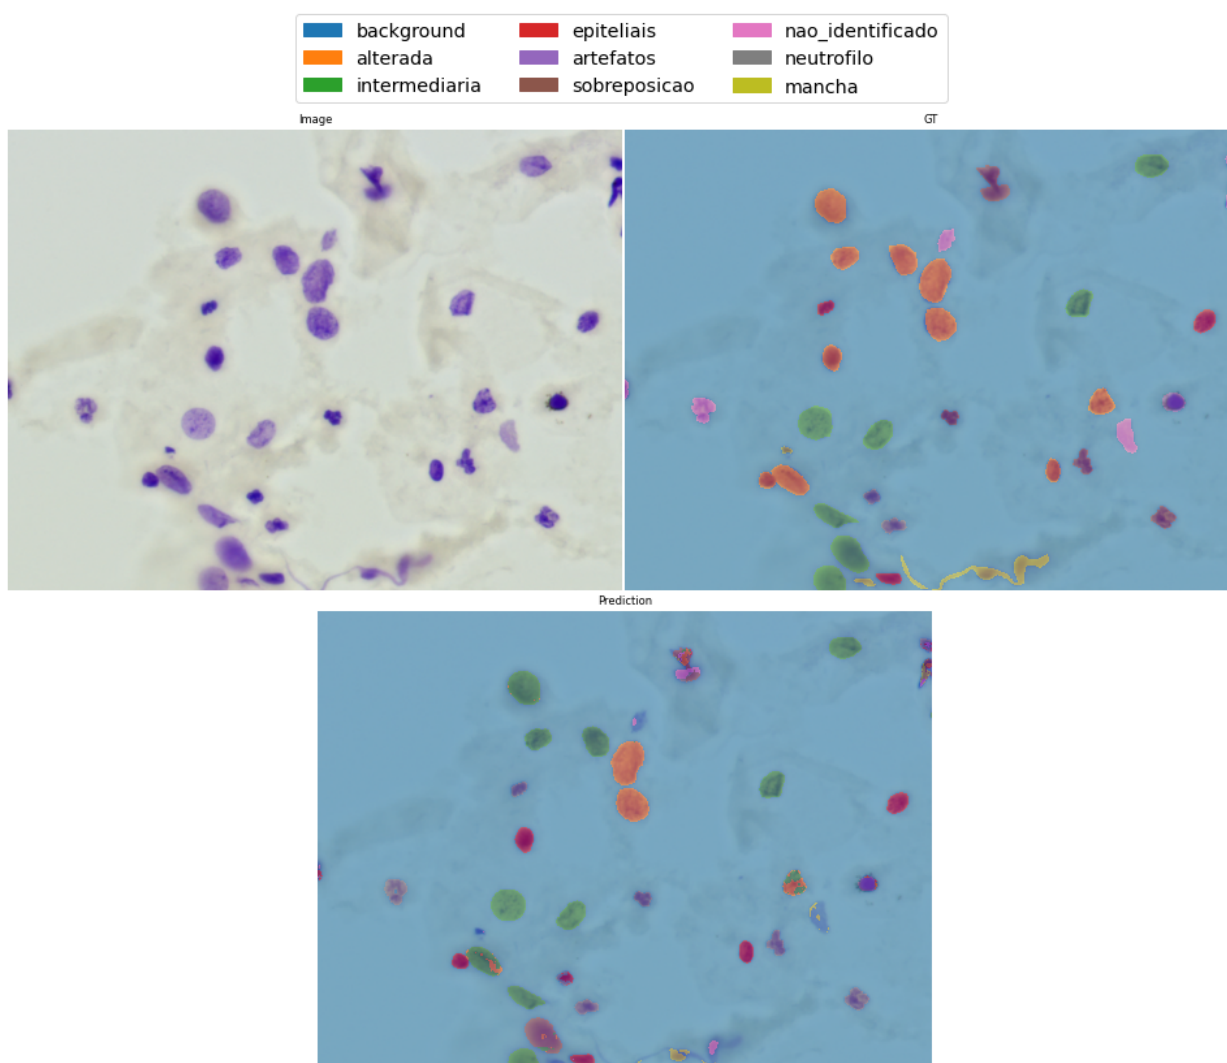 background
alterada
intermediaria
epiteliais
artefatos
sobreposicao
nao_identificado
neutrofilo
mancha
Image
GT
Prediction